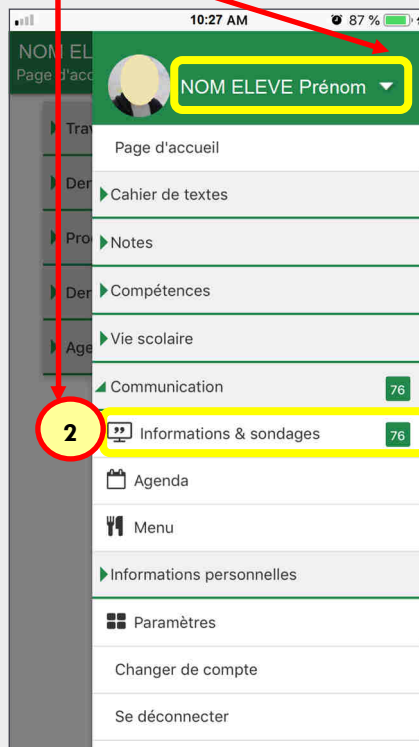 10:27 AM 87 %
NOM EL
Page d'acc
NOM ELEVE Prénom
Page d'accueil
Tra
Cahier de textes
Der
Notes
Pro
Compétences
Der
Vie scolaire
Age
Communication 76
2 Informations & sondages 76
Agenda
Menu
Informations personnelles
Paramètres
Changer de compte
Se déconnecter